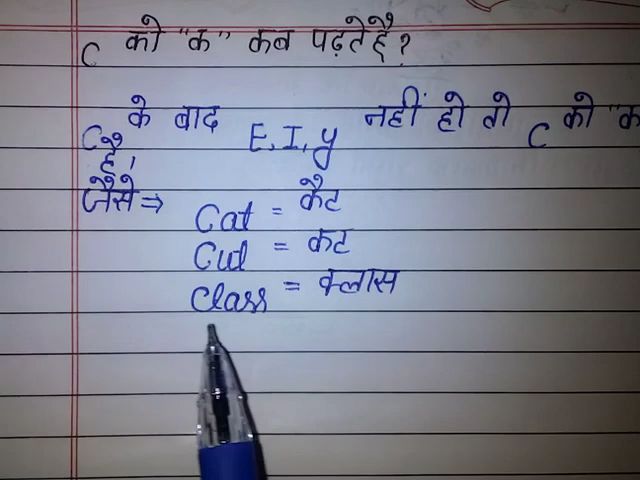 C को "क" कब पढ़ते है?
C के बाद E, I, y नहीं हो तो C को "क
है,
जैसे ⇒ Cat = कैट
Cut = कट
Class = क्लास